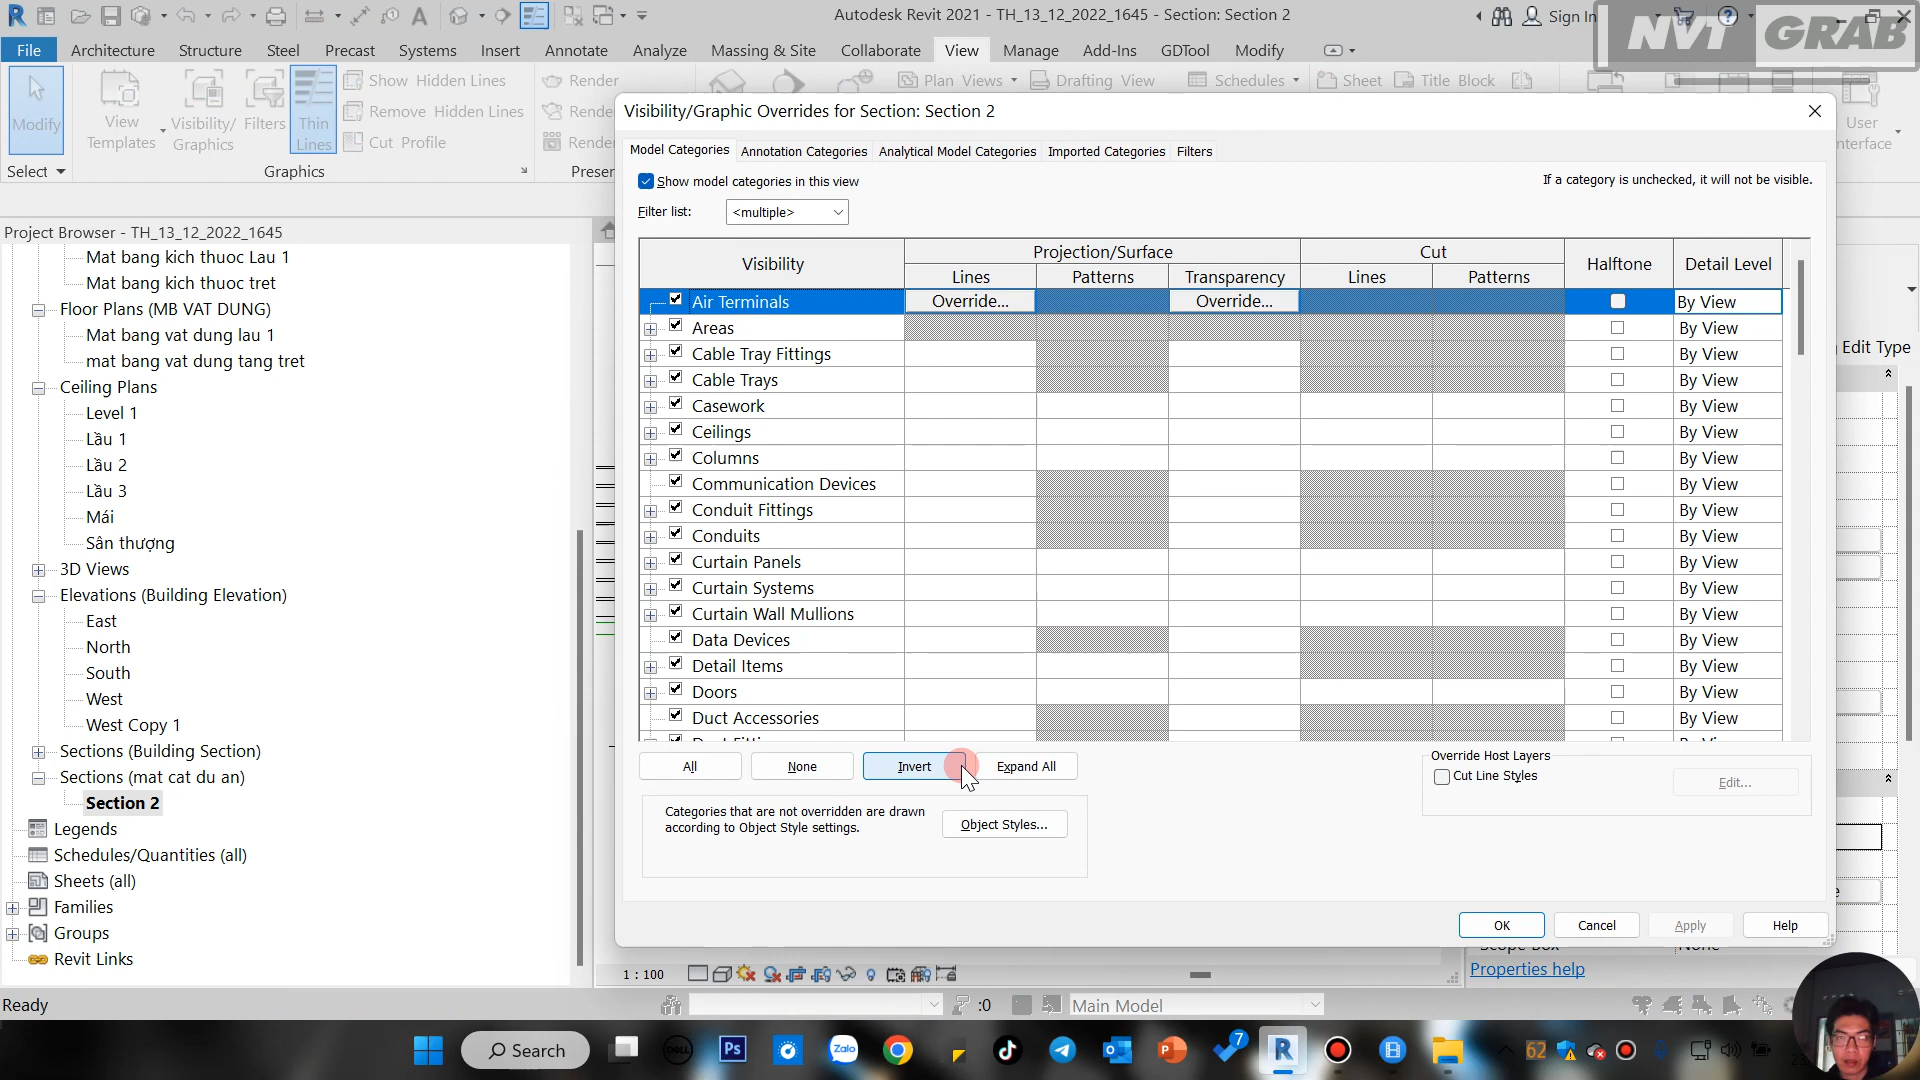 Autodesk Revit 2021 - TH_13_12_2022_1645 - Section: Section 2
Sign In
NVT GRAB
File Architecture Structure Steel Precast Systems Insert Annotate Analyze Massing & Site Collaborate View Manage Add-Ins GDTool Modify
Modify
View Templates
Visibility/ Graphics
Filters
Thin Lines
Show Hidden Lines
Remove Hidden Lines
Cut Profile
Render
Plan Views
Drafting View
Schedules
Sheet
Title Block
User
Select
Graphics
Visibility/Graphic Overrides for Section: Section 2
Model Categories Annotation Categories Analytical Model Categories Imported Categories Filters
Show model categories in this view
If a category is unchecked, it will not be visible.
Filter list: <multiple>
Visibility
Projection/Surface
Cut
Halftone
Detail Level
Lines Patterns Transparency Lines Patterns
Air Terminals Override... Override... By View
Areas By View
Cable Tray Fittings By View
Cable Trays By View
Casework By View
Ceilings By View
Columns By View
Communication Devices By View
Conduit Fittings By View
Conduits By View
Curtain Panels By View
Curtain Systems By View
Curtain Wall Mullions By View
Data Devices By View
Detail Items By View
Doors By View
Duct Accessories By View
All None Invert Expand All
Categories that are not overridden are drawn
according to Object Style settings.
Object Styles...
Override Host Layers
Cut Line Styles
Edit...
OK Cancel Apply Help
Project Browser - TH_13_12_2022_1645
Mat bang kich thuoc Lau 1
Mat bang kich thuoc tret
Floor Plans (MB VAT DUNG)
Mat bang vat dung lau 1
mat bang vat dung tang tret
Ceiling Plans
Level 1
Lầu 1
Lầu 2
Lầu 3
Mái
Sân thượng
3D Views
Elevations (Building Elevation)
East
North
South
West
West Copy 1
Sections (Building Section)
Sections (mat cat du an)
Section 2
Legends
Schedules/Quantities (all)
Sheets (all)
Families
Groups
Revit Links
Edit Type
Properties help
1 : 100
Ready
:0
Main Model
Search
DELL
Ps
Zalo
7
R
62